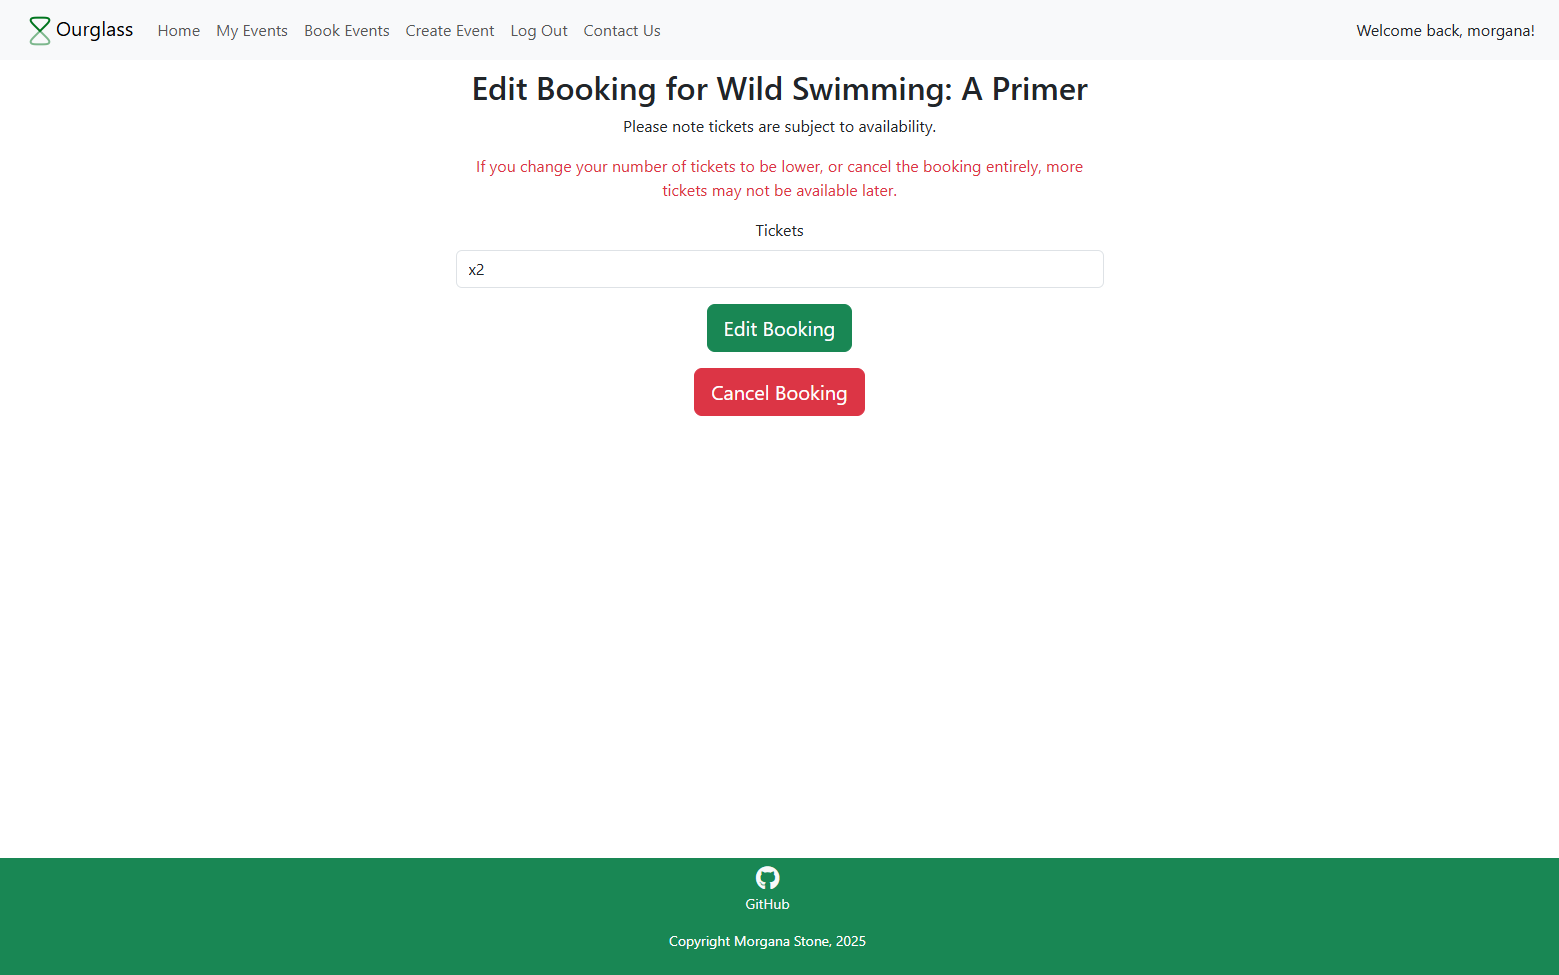 Ourglass Home My Events Book Events Create Event Log Out Contact Us Welcome back, morgana!
Edit Booking for Wild Swimming: A Primer
Please note tickets are subject to availability.
If you change your number of tickets to be lower, or cancel the booking entirely, more
tickets may not be available later.
Tickets
x2
Edit Booking
Cancel Booking
GitHub
Copyright Morgana Stone, 2025